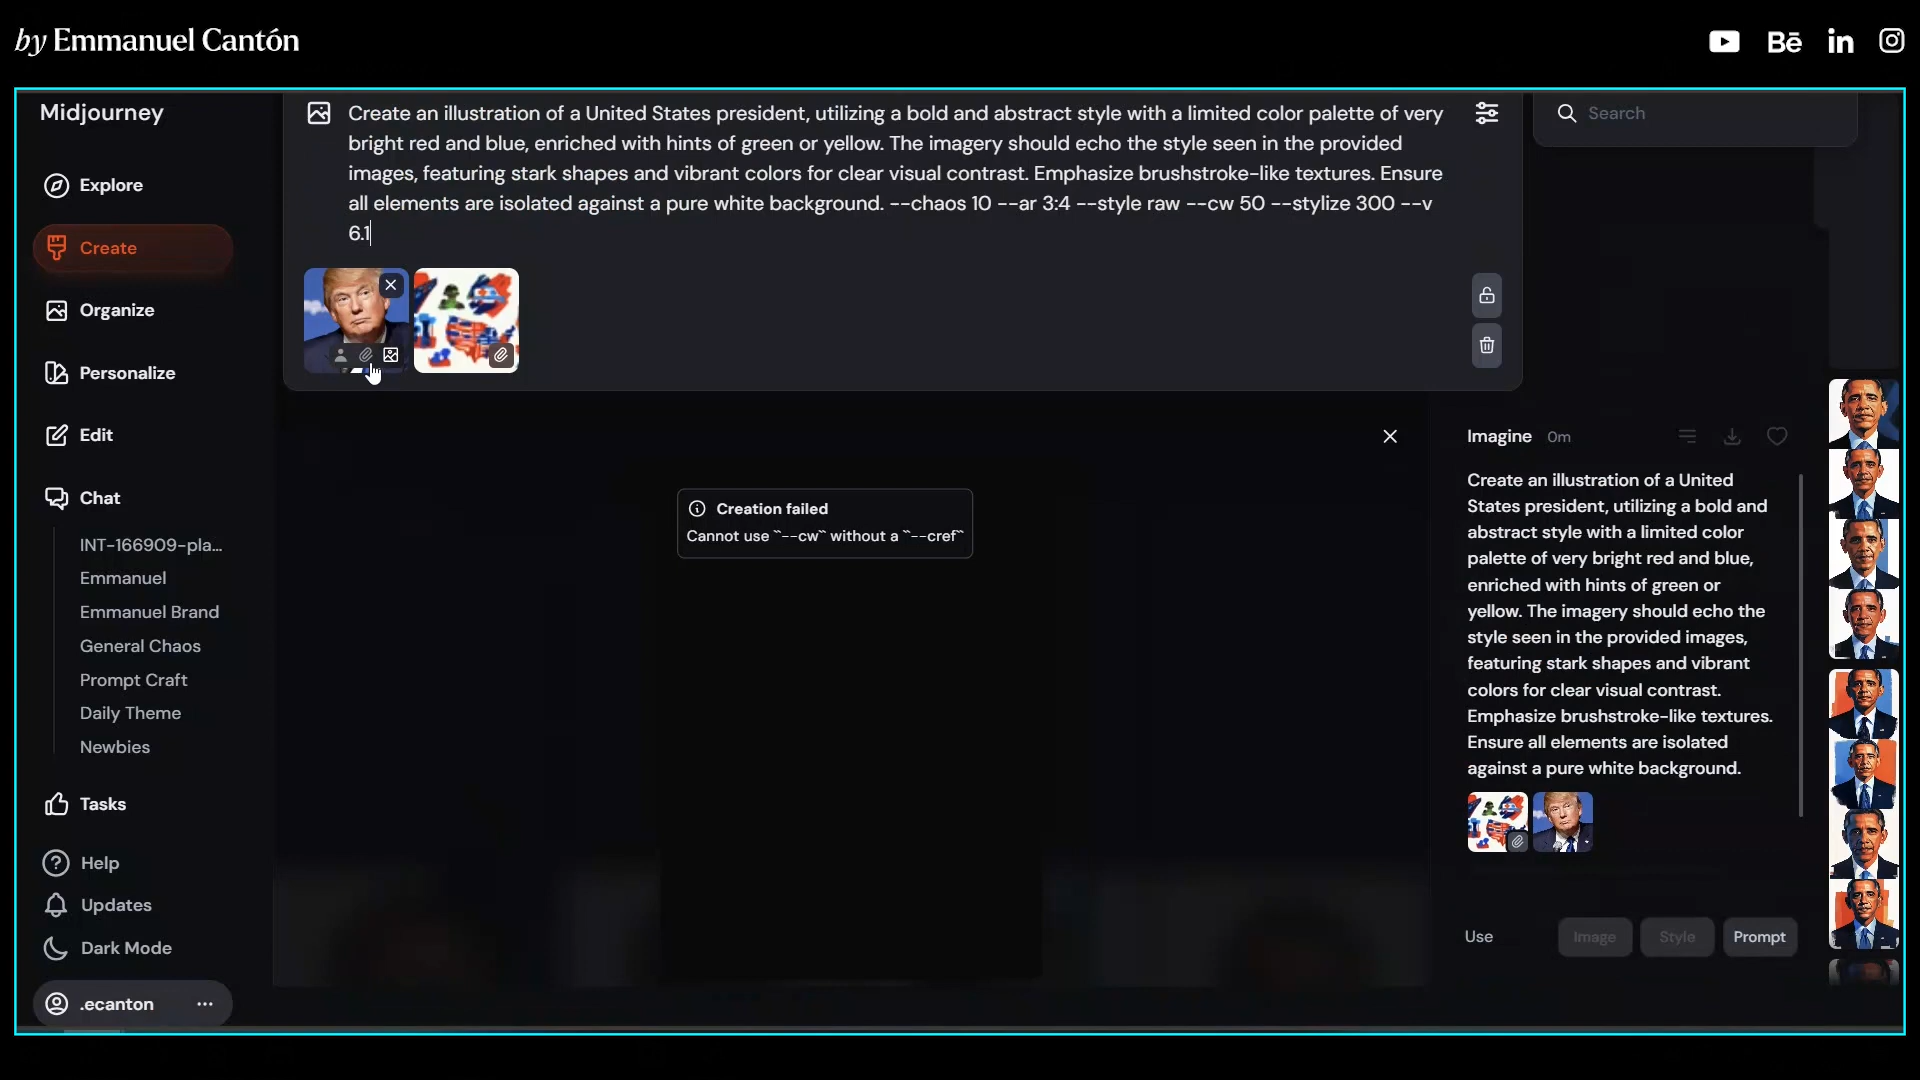 by Emmanuel Cantón
Bē
in
Midjourney
Create an illustration of a United States president, utilizing a bold and abstract style with a limited color palette of very
bright red and blue, enriched with hints of green or yellow. The imagery should echo the style seen in the provided
images, featuring stark shapes and vibrant colors for clear visual contrast. Emphasize brushstroke-like textures. Ensure
all elements are isolated against a pure white background. --chaos 10 --ar 3:4 --style raw --cw 50 --stylize 300 --v
6.1
Search
Explore
Create
Organize
Personalize
Edit
Chat
INT-166909-pla...
Emmanuel
Emmanuel Brand
General Chaos
Prompt Craft
Daily Theme
Newbies
Tasks
Help
Updates
Dark Mode
.ecanton
Creation failed
Cannot use ``--cw`` without a ``--cref``
Imagine 0m
Create an illustration of a United
States president, utilizing a bold and
abstract style with a limited color
palette of very bright red and blue,
enriched with hints of green or
yellow. The imagery should echo the
style seen in the provided images,
featuring stark shapes and vibrant
colors for clear visual contrast.
Emphasize brushstroke-like textures.
Ensure all elements are isolated
against a pure white background.
Use
Image
Style
Prompt